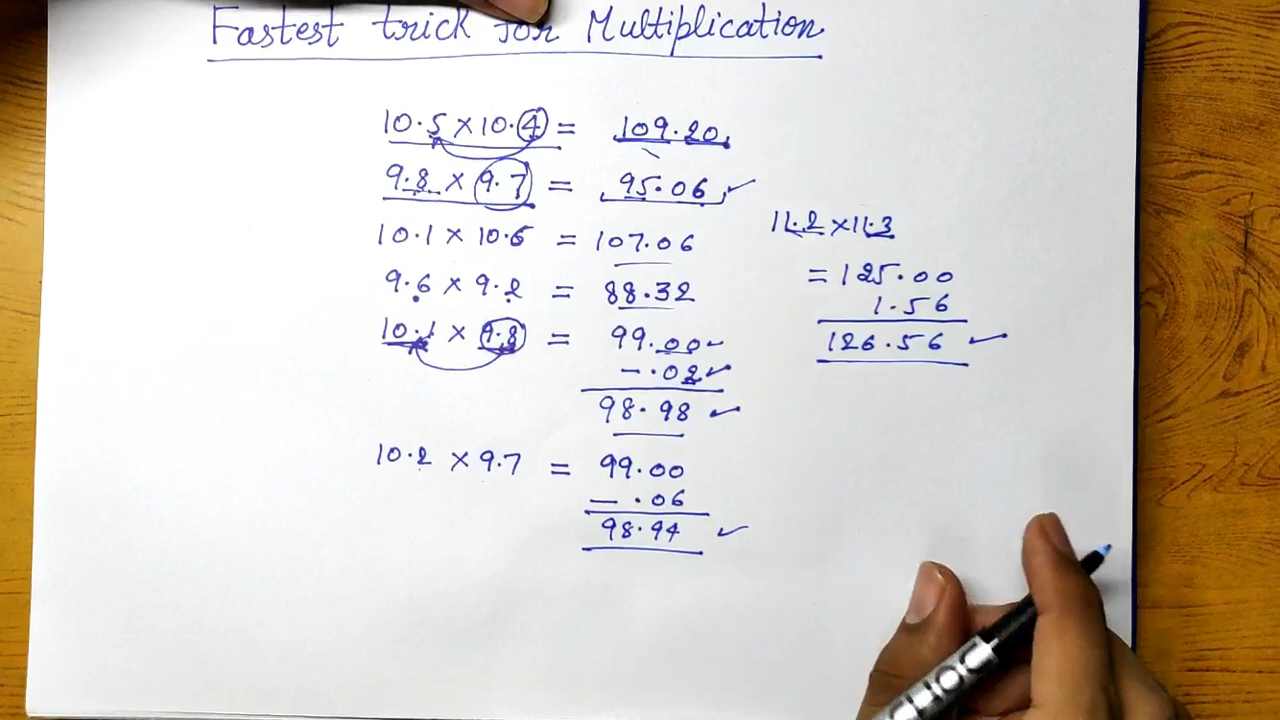 Fastest trick for Multiplication
10.5 × 10.4 = 109.20
9.8 × 9.7 = 95.06 ✓
10.1 × 10.6 = 107.06
9.6 × 9.2 = 88.32
10.1 × 9.8 = 99.00 ✓
- .02 ✓
98.98 ✓
10.2 × 9.7 = 99.00
- .06
98.94 ✓
11.2 × 11.3
= 125.00
1.56
126.56 ✓